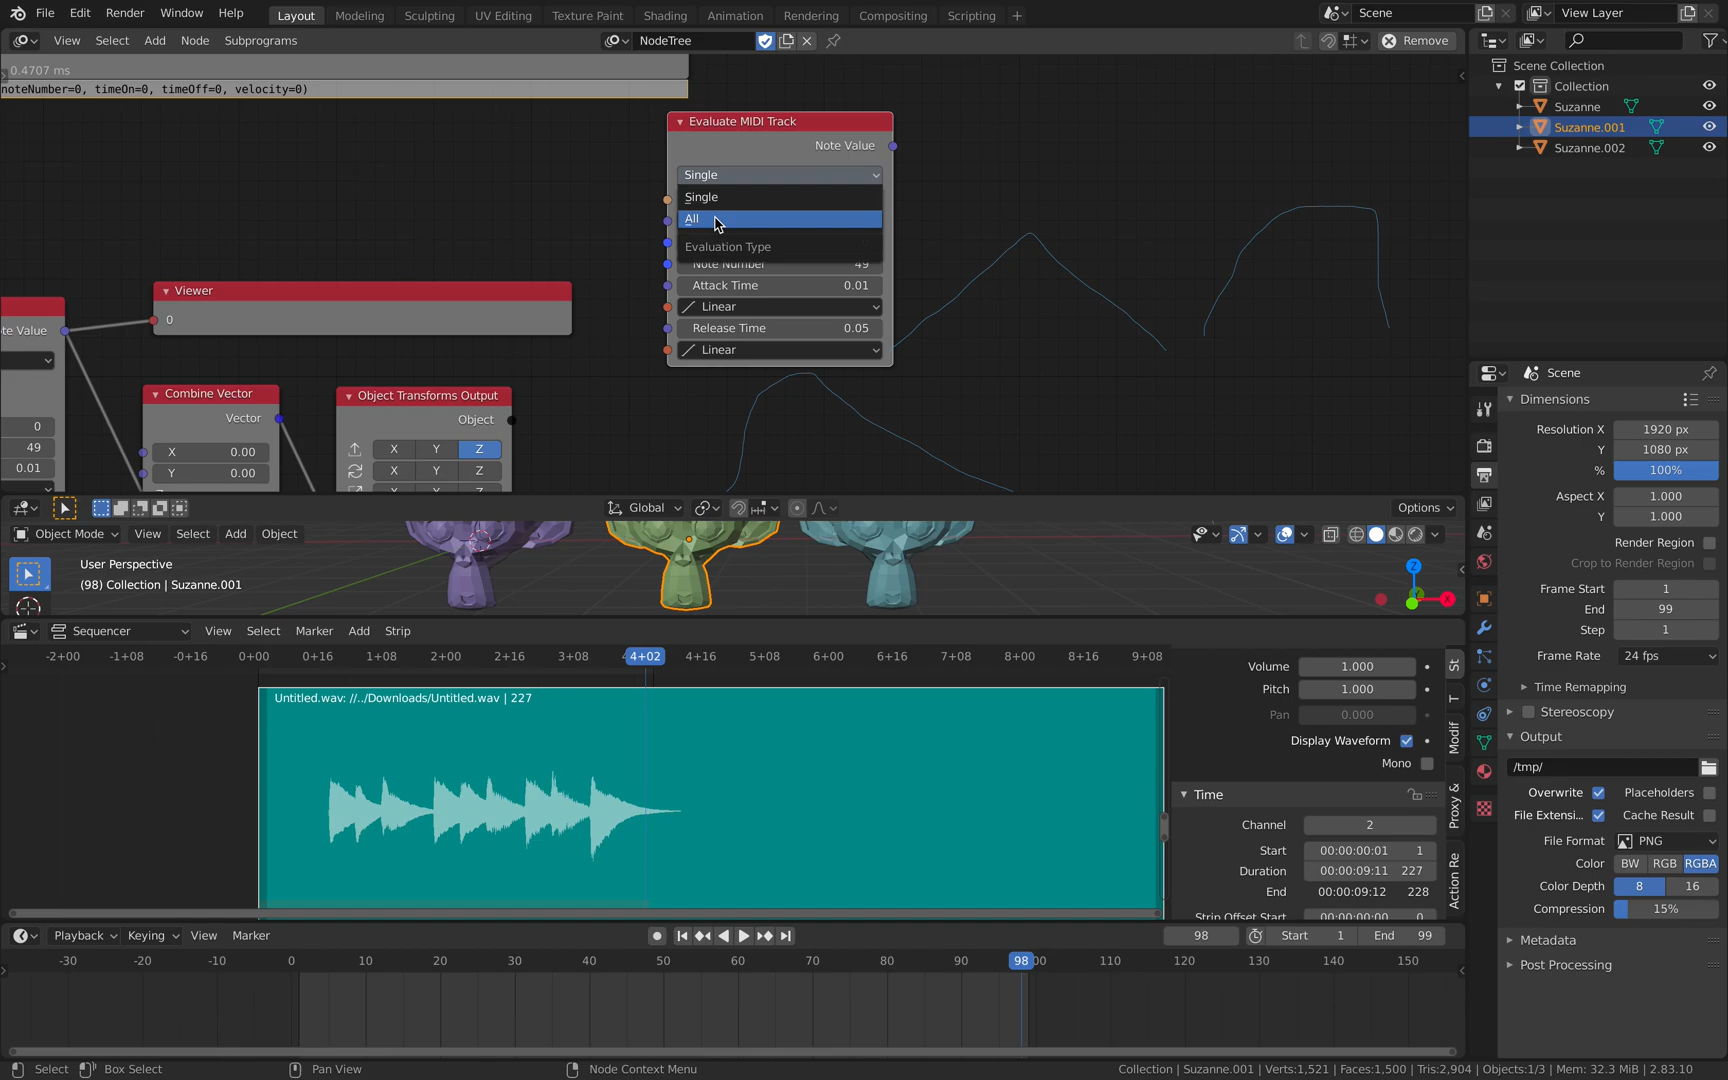 File Edit Render Window Help Layout Modeling Sculpting UV Editing Texture Paint Shading Animation Rendering Compositing Scripting + Scene View Layer
View Select Add Node Subprograms NodeTree Remove
0.4707 ms
noteNumber=0, timeOn=0, timeOff=0, velocity=0)
Evaluate MIDI Track
Note Value
Single
Single
All
Evaluation Type
Note Number 49
Attack Time 0.01
Linear
Release Time 0.05
Linear
Viewer
0
te Value
0
49
0.01
Combine Vector
Vector
X 0.00
Y 0.00
Object Transforms Output
Object
X Y Z
X Y Z
Scene Collection
Collection
Suzanne
Suzanne.001
Suzanne.002
Global Options
Object Mode View Select Add Object
User Perspective
(98) Collection | Suzanne.001
Z
X
Sequencer View Select Marker Add Strip
-2+00 -1+08 -0+16 0+00 0+16 1+08 2+00 2+16 3+08 4+02 4+16 5+08 6+00 6+16 7+08 8+00 8+16 9+08
Untitled.wav: //../Downloads/Untitled.wav | 227
Volume 1.000
Pitch 1.000
Pan 0.000
Display Waveform
Mono
Time
Channel 2
Start 00:00:00:01 1
Duration 00:00:09:11 227
End 00:00:09:12 228
Strip Offset Start 00:00:00:00 0
St
T
Modif
Proxy &
Action Re
Playback Keying View Marker 98 Start 1 End 99
-30 -20 -10 0 10 20 30 40 50 60 70 80 90 98 00 110 120 130 140 150
Scene
Dimensions
Resolution X 1920 px
Y 1080 px
% 100%
Aspect X 1.000
Y 1.000
Render Region
Crop to Render Region
Frame Start 1
End 99
Step 1
Frame Rate 24 fps
Time Remapping
Stereoscopy
Output
/tmp/
Overwrite Placeholders
File Extensi... Cache Result
File Format PNG
Color BW RGB RGBA
Color Depth 8 16
Compression 15%
Metadata
Post Processing
Select Box Select Pan View Node Context Menu Collection | Suzanne.001 | Verts:1,521 | Faces:1,500 | Tris:2,904 | Objects:1/3 | Mem: 32.3 MiB | 2.83.10